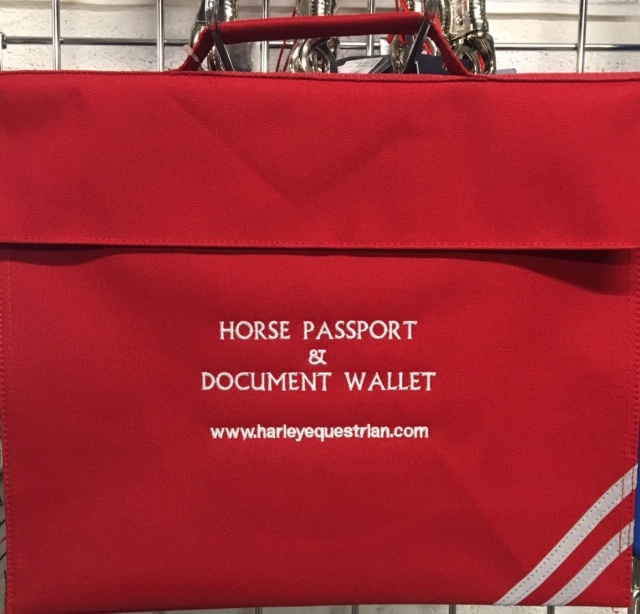 HORSE PASSPORT
&
DOCUMENT WALLET
www.harleyequestrian.com